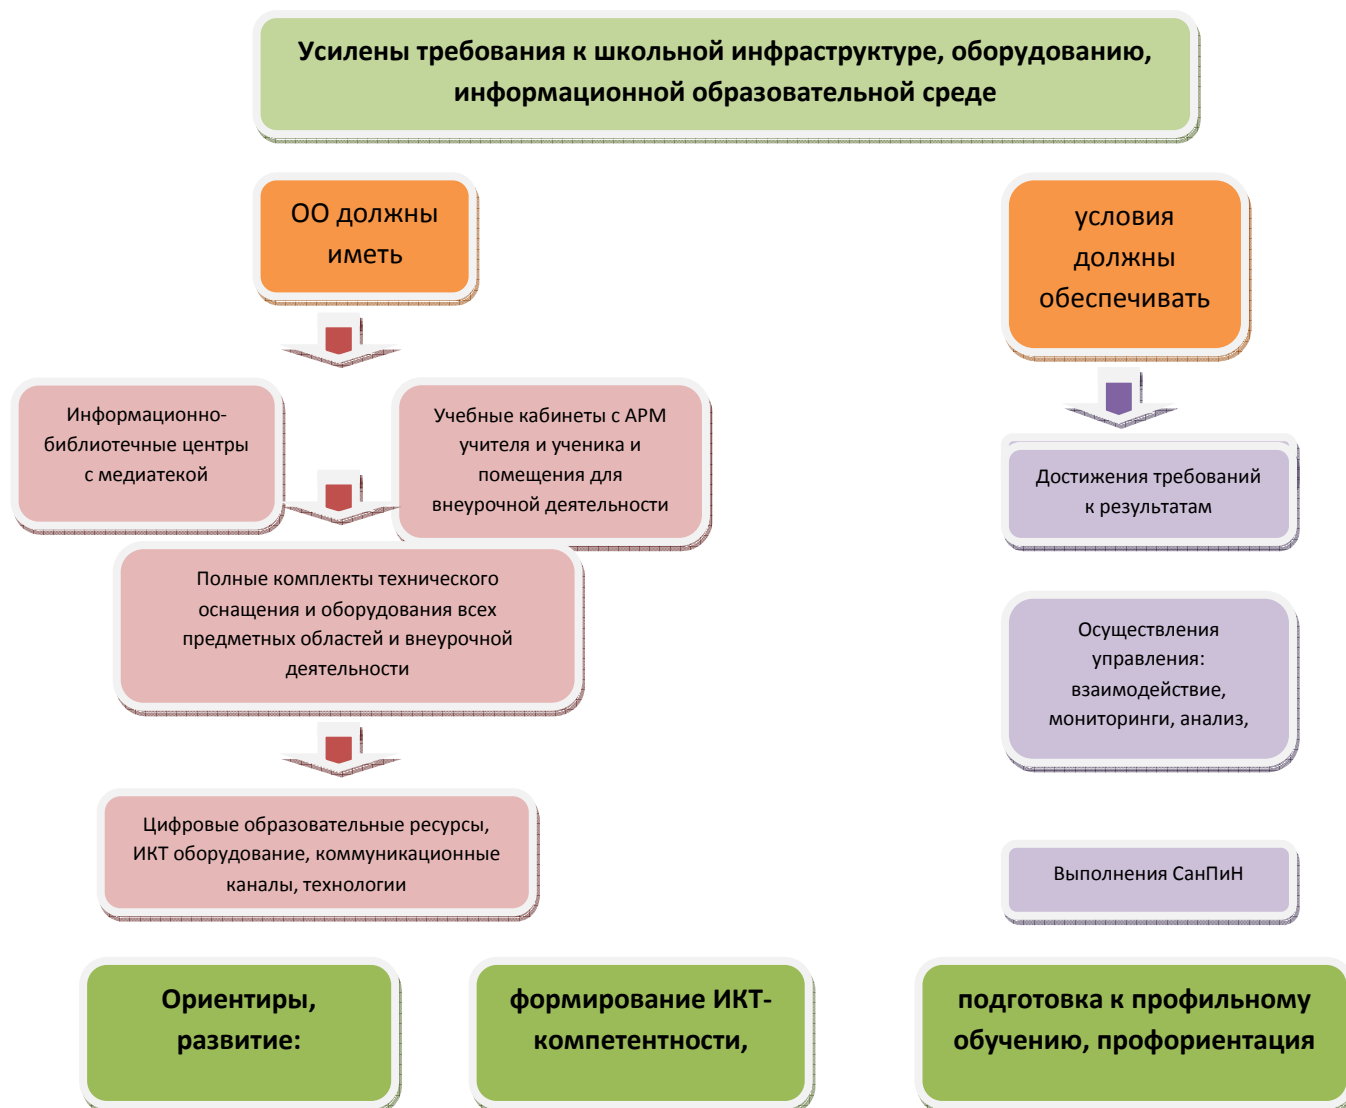 Усилены требования к школьной инфраструктуре, оборудованию,
информационной образовательной среде
ОО должны
иметь
условия
должны
обеспечивать
Информационно-
библиотечные центры
с медиатекой
Учебные кабинеты с АРМ
учителя и ученика и
помещения для
внеурочной деятельности
Полные комплекты технического
оснащения и оборудования всех
предметных областей и внеурочной
деятельности
Цифровые образовательные ресурсы,
ИКТ оборудование, коммуникационные
каналы, технологии
Достижения требований
к результатам
Осуществления
управления:
взаимодействие,
мониторинги, анализ,
Выполнения СанПиН
Ориентиры,
развитие:
формирование ИКТ-
компетентности,
подготовка к профильному
обучению, профориентация